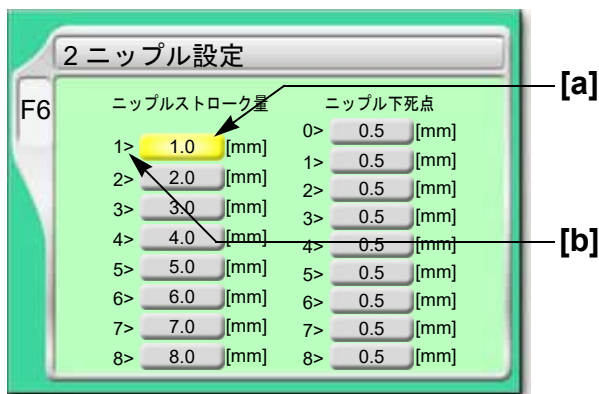 2 ニップル設定
F6
[a]
ニップルストローク量 ニップル下死点
0> 0.5 [mm]
1> 1.0 [mm] 1> 0.5 [mm]
2> 2.0 [mm] 2> 0.5 [mm]
3> 3.0 [mm] 3> 0.5 [mm]
4> 4.0 [mm] 4> 0.5 [mm]
[b]
5> 5.0 [mm] 5> 0.5 [mm]
6> 6.0 [mm] 6> 0.5 [mm]
7> 7.0 [mm] 7> 0.5 [mm]
8> 8.0 [mm] 8> 0.5 [mm]